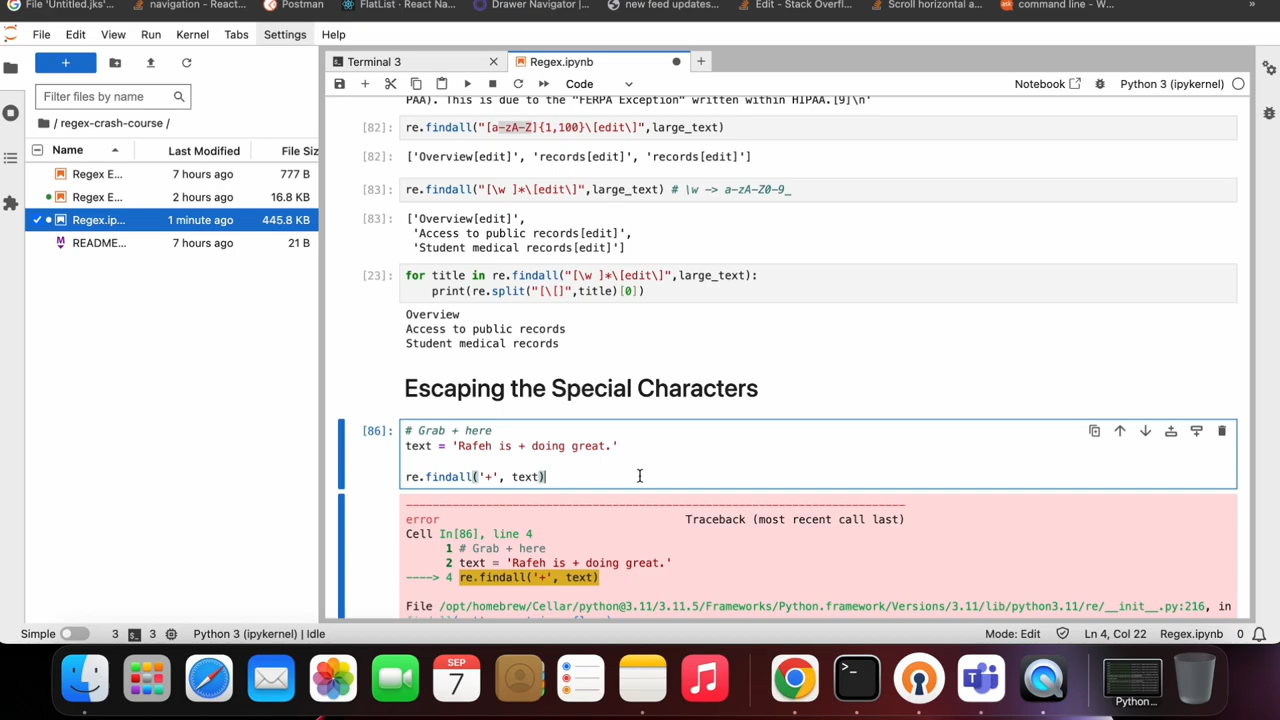 File 'Untitled.jks'...
navigation - React...
Postman
FlatList · React Na...
Drawer Navigator |...
new feed updates...
Edit - Stack Overfl...
Scroll horizontal a...
command line - W...
»
File Edit View Run Kernel Tabs Settings Help
Terminal 3
Regex.ipynb
Filter files by name
Code
Notebook
Python 3 (ipykernel)
/ regex-crash-course /
Name Last Modified File Siz
Regex E... 7 hours ago 777 B
Regex E... 2 hours ago 16.8 KB
Regex.ip... 1 minute ago 445.8 KB
README... 7 hours ago 21 B
PAA). This is due to the "FERPA Exception" written within HIPAA.[9]\n'
[82]: re.findall("[a-zA-Z]{1,100}\[edit\]",large_text)
[82]: ['Overview[edit]', 'records[edit]', 'records[edit]']
[83]: re.findall("[\w ]*\[edit\]",large_text) # \w -> a-zA-Z0-9_
[83]: ['Overview[edit]',
'Access to public records[edit]',
'Student medical records[edit]']
[23]: for title in re.findall("[\w ]*\[edit\]",large_text):
print(re.split("[\[]",title)[0])
Overview
Access to public records
Student medical records
Escaping the Special Characters
[86]: # Grab + here
text = 'Rafeh is + doing great.'
re.findall('+', text)
error Traceback (most recent call last)
Cell In[86], line 4
1 # Grab + here
2 text = 'Rafeh is + doing great.'
----> 4 re.findall('+', text)
File /opt/homebrew/Cellar/python@3.11/3.11.5/Frameworks/Python.framework/Versions/3.11/lib/python3.11/re/__init__.py:216, in
Simple 3 3 Python 3 (ipykernel) | Idle Mode: Edit Ln 4, Col 22 Regex.ipynb 0
SEP
7
Python...